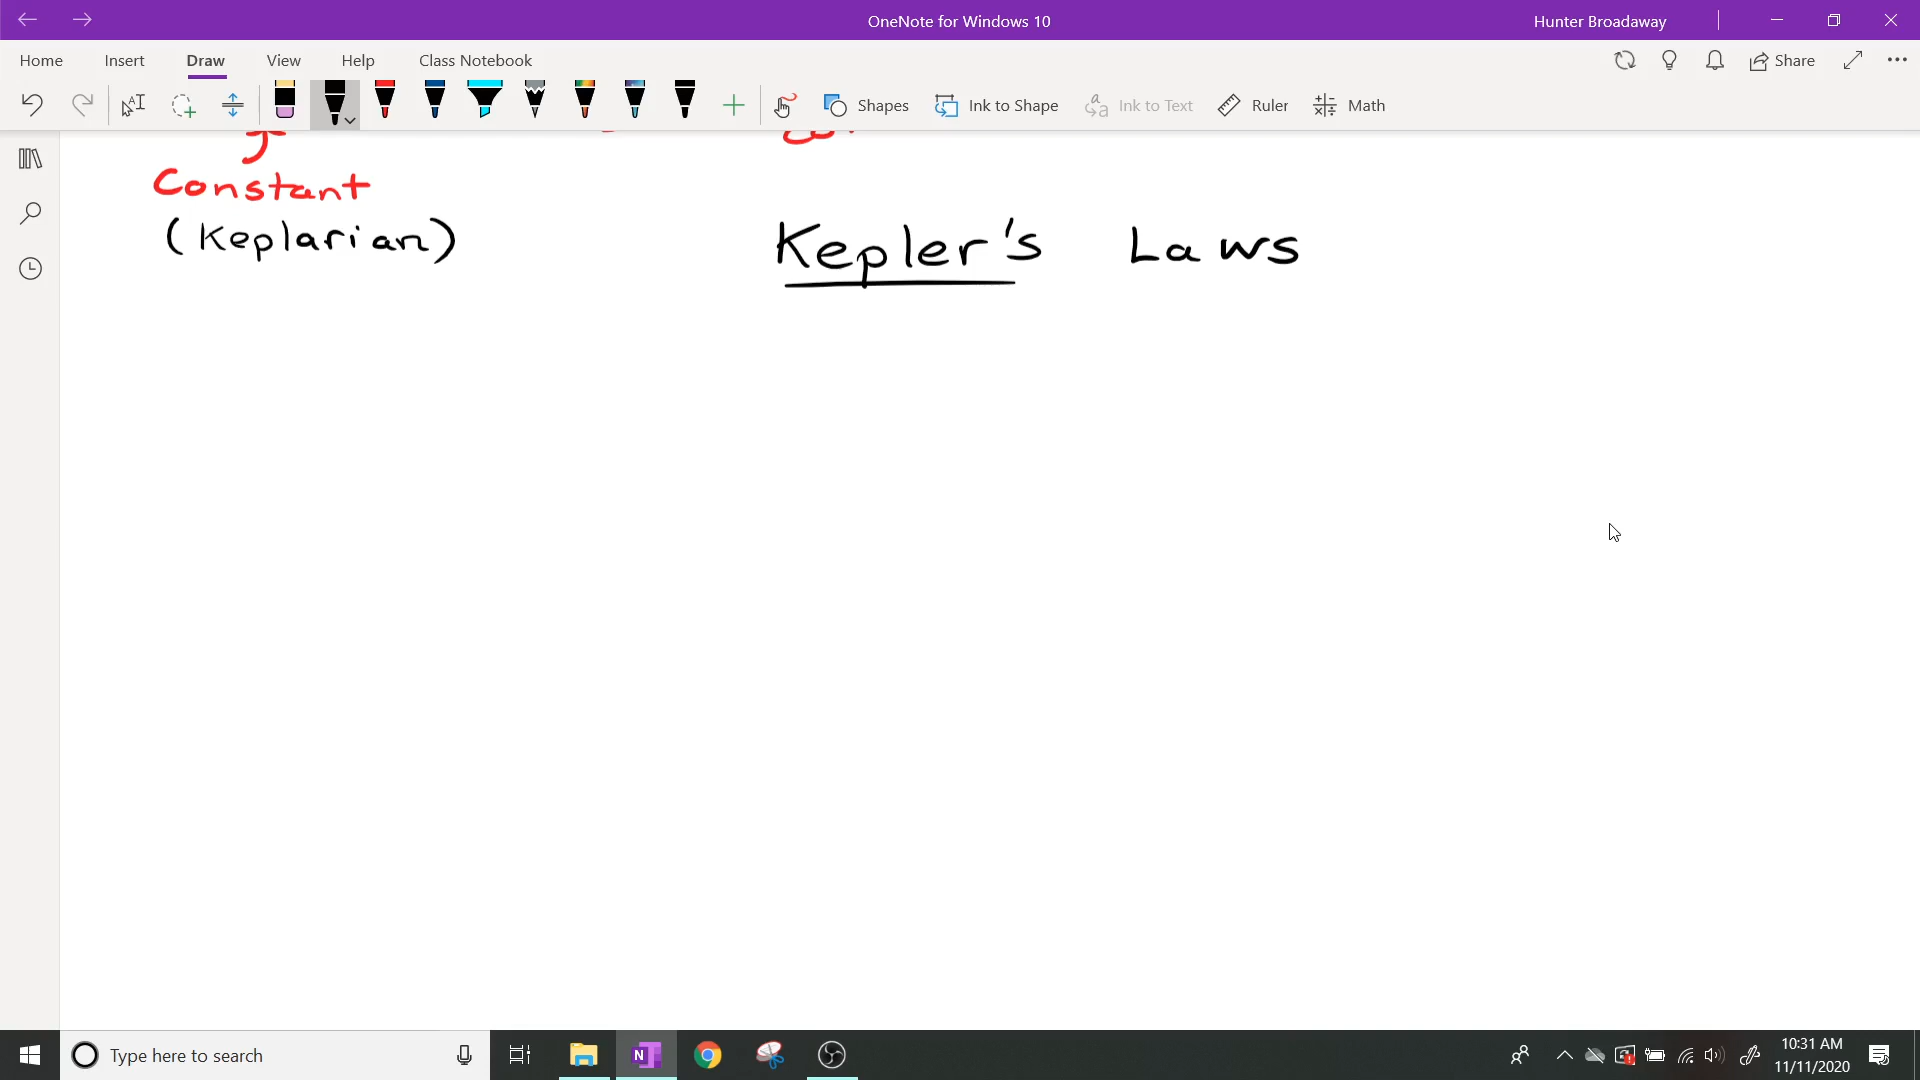 OneNote for Windows 10
Hunter Broadaway
Home Insert Draw View Help Class Notebook
Share
Shapes Ink to Shape Ink to Text Ruler Math
Constant
(Keplarian)
Kepler's Laws
Type here to search
10:31 AM
11/11/2020